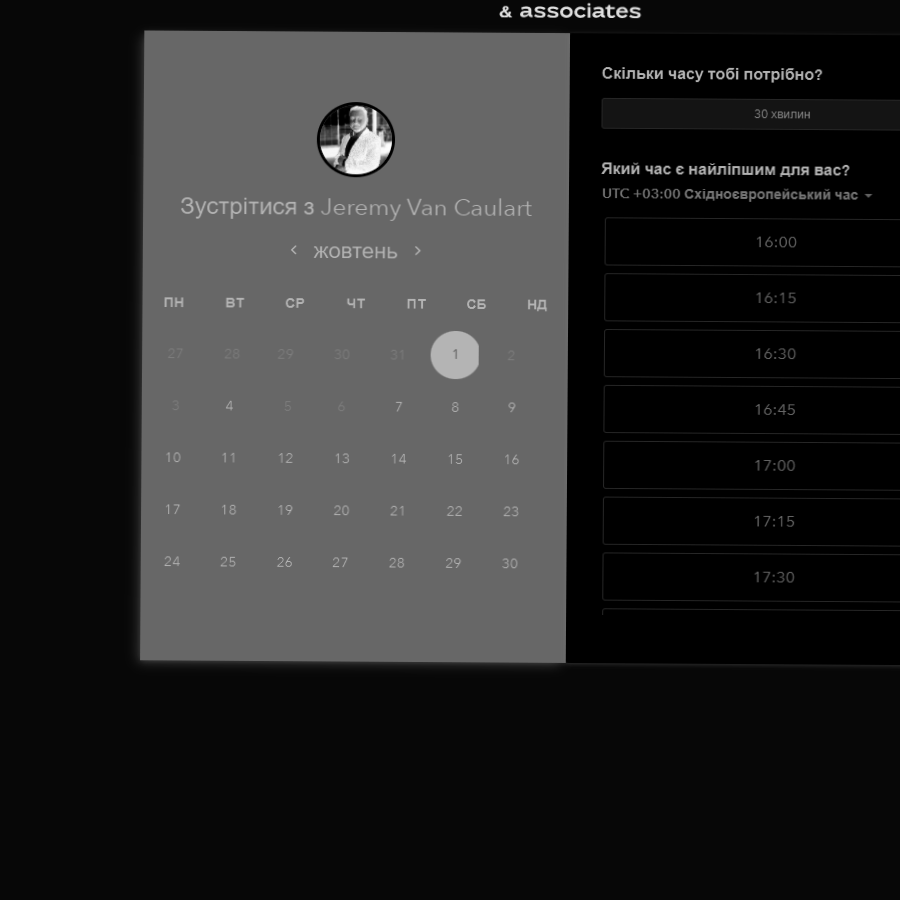 & associates
Зустрітися з Jeremy Van Caulart
жовтень
ПН ВТ СР ЧТ ПТ СБ НД
27 28 29 30 31 1 2
3 4 5 6 7 8 9
10 11 12 13 14 15 16
17 18 19 20 21 22 23
24 25 26 27 28 29 30
Скільки часу тобі потрібно?
30 хвилин
Який час є найліпшим для вас?
UTC +03:00 Східноєвропейський час
16:00
16:15
16:30
16:45
17:00
17:15
17:30